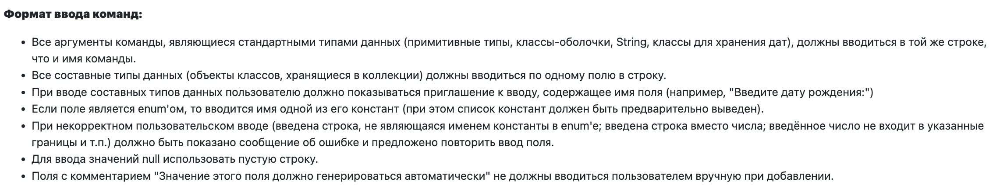 Формат ввода команд:
• Все аргументы команды, являющиеся стандартными типами данных (примитивные типы, классы-оболочки, String, классы для хранения дат), должны вводиться в той же строке,
что и имя команды.
• Все составные типы данных (объекты классов, хранящиеся в коллекции) должны вводиться по одному полю в строку.
• При вводе составных типов данных пользователю должно показываться приглашение к вводу, содержащее имя поля (например, "Введите дату рождения:")
• Если поле является enum'ом, то вводится имя одной из его констант (при этом список констант должен быть предварительно выведен).
• При некорректном пользовательском вводе (введена строка, не являющаяся именем константы в enum'е; введена строка вместо числа; введённое число не входит в указанные
границы и т.п.) должно быть показано сообщение об ошибке и предложено повторить ввод поля.
• Для ввода значений null использовать пустую строку.
• Поля с комментарием "Значение этого поля должно генерироваться автоматически" не должны вводиться пользователем вручную при добавлении.